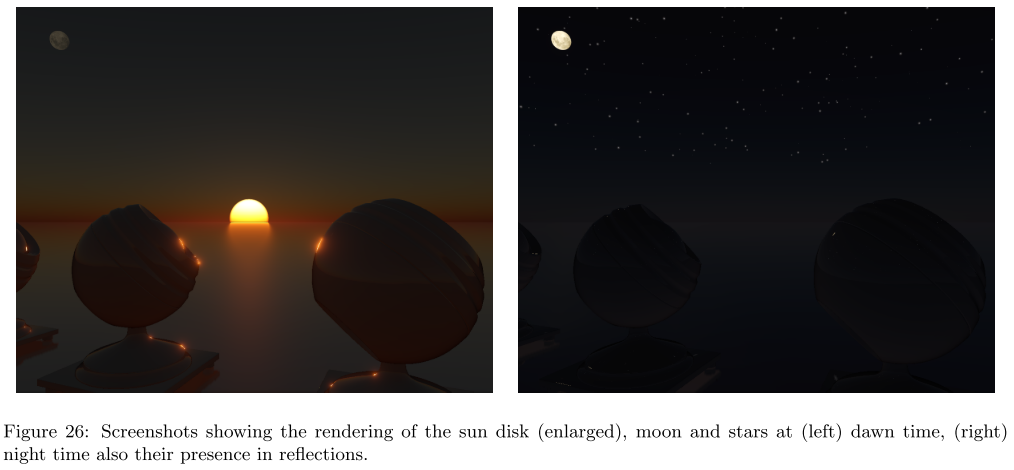 Figure 26: Screenshots showing the rendering of the sun disk (enlarged), moon and stars at (left) dawn time, (right)
night time also their presence in reflections.